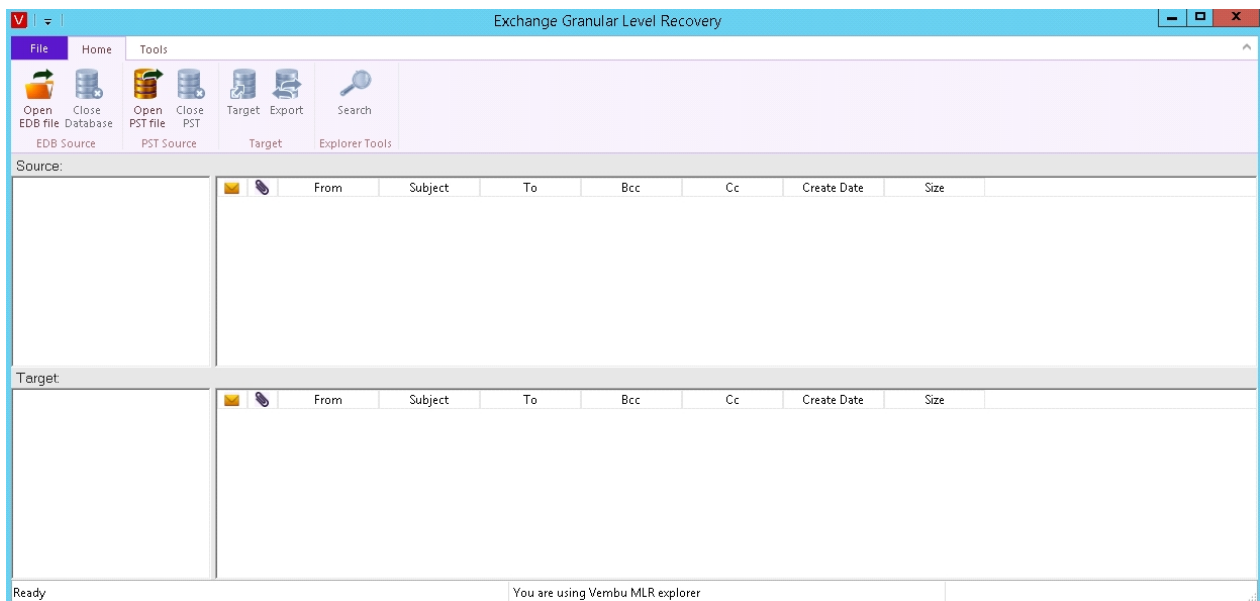 V Exchange Granular Level Recovery
File Home Tools
Open EDB file Close Database Open PST file Close PST Target Export Search
EDB Source PST Source Target Explorer Tools
Source:
From Subject To Bcc Cc Create Date Size
Target:
From Subject To Bcc Cc Create Date Size
Ready You are using Vembu MLR explorer